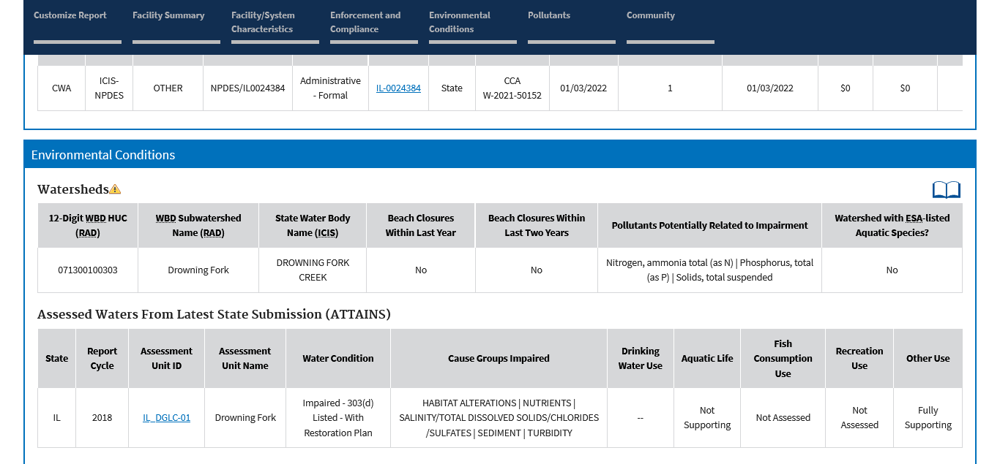 Customize Report
Facility Summary
Facility/System
Characteristics
Enforcement and
Compliance
Environmental
Conditions
Pollutants
Community
CWA
ICIS-
NPDES
OTHER
NPDES/IL0024384
Administrative
- Formal
IL-0024384
State
CCA
W-2021-50152
01/03/2022
1
01/03/2022
$0
$0
Environmental Conditions
Watersheds
12-Digit WBD HUC
(RAD)
WBD Subwatershed
Name (RAD)
State Water Body
Name (ICIS)
Beach Closures
Within Last Year
Beach Closures Within
Last Two Years
Pollutants Potentially Related to Impairment
Watershed with ESA-listed
Aquatic Species?
071300100303
Drowning Fork
DROWNING FORK
CREEK
No
No
Nitrogen, ammonia total (as N) | Phosphorus, total
(as P) | Solids, total suspended
No
Assessed Waters From Latest State Submission (ATTAINS)
State
Report
Cycle
Assessment
Unit ID
Assessment
Unit Name
Water Condition
Cause Groups Impaired
Drinking
Water Use
Aquatic Life
Fish
Consumption
Use
Recreation
Use
Other Use
IL
2018
IL_DGLC-01
Drowning Fork
Impaired - 303(d)
Listed - With
Restoration Plan
HABITAT ALTERATIONS | NUTRIENTS |
SALINITY/TOTAL DISSOLVED SOLIDS/CHLORIDES
/SULFATES | SEDIMENT | TURBIDITY
--
Not
Supporting
Not Assessed
Not
Assessed
Fully
Supporting